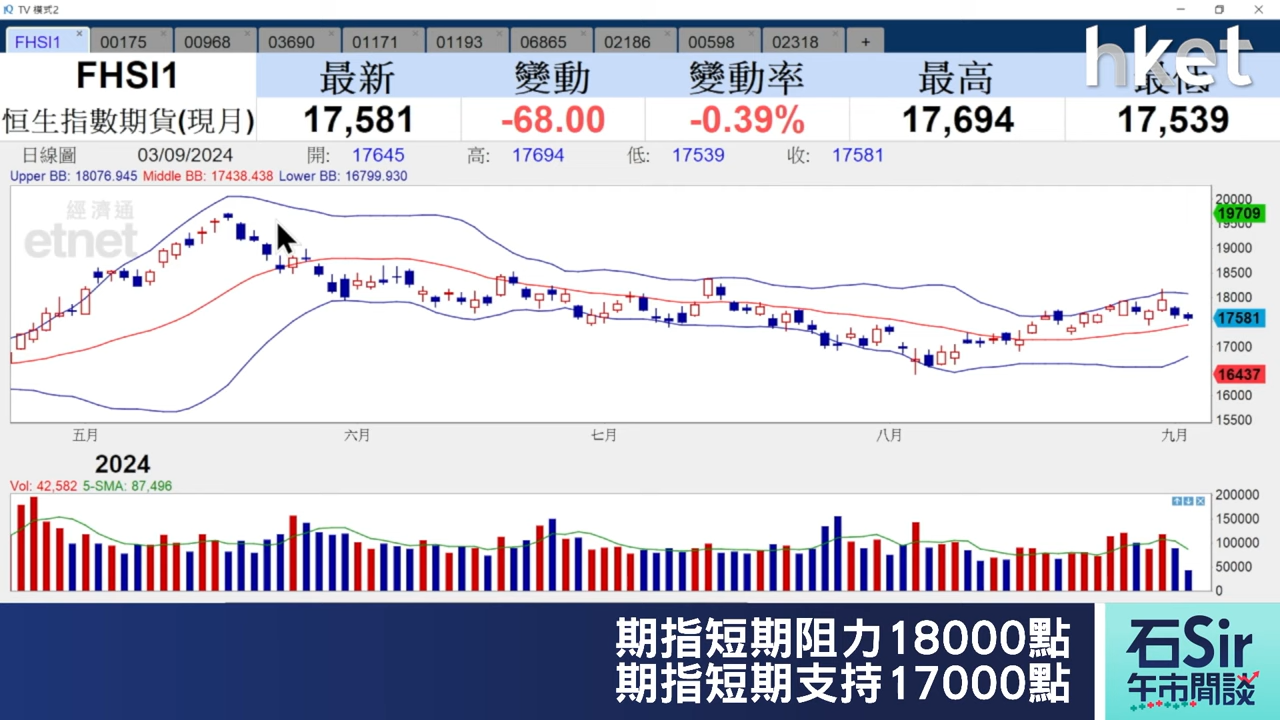 TV 模式2
FHSI1 00175 00968 03690 01171 01193 06865 02186 00598 02318 +
hket
FHSI1 最新 變動 變動率 最高 最低
恒生指數期貨(現月) 17,581 -68.00 -0.39% 17,694 17,539
日線圖 03/09/2024 開: 17645 高: 17694 低: 17539 收: 17581
Upper BB: 18076.945 Middle BB: 17438.438 Lower BB: 16799.930
經濟通
etnet
20000
19709
19500
19000
18500
18000
17581
17000
16437
16000
15500
五月 六月 七月 八月 九月
2024
Vol: 42,582 5-SMA: 87,496
200000
150000
100000
50000
0
期指短期阻力18000點
期指短期支持17000點
石Sir
午市閒談